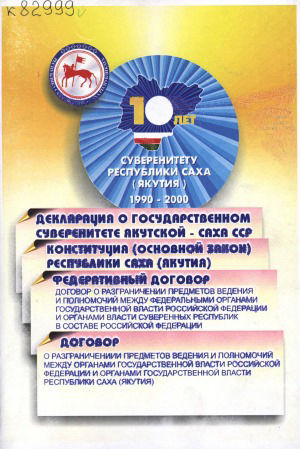 к 82999
10 ЛЕТ
СУВЕРЕНИТЕТУ
РЕСПУБЛИКИ САХА
( ЯКУТИЯ )
1990 - 2000
ДЕКЛАРАЦИЯ О ГОСУДАРСТВЕННОМ
СУВЕРЕНИТЕТЕ ЯКУТСКОЙ - САХА ССР
КОНСТИТУЦИЯ (ОСНОВНОЙ ЗАКОН)
РЕСПУБЛИКИ САХА (ЯКУТИЯ)
ФЕДЕРАТИВНЫЙ ДОГОВОР
ДОГОВОР О РАЗГРАНИЧЕНИИ ПРЕДМЕТОВ ВЕДЕНИЯ
И ПОЛНОМОЧИЙ МЕЖДУ ФЕДЕРАЛЬНЫМИ ОРГАНАМИ
ГОСУДАРСТВЕННОЙ ВЛАСТИ РОССИЙСКОЙ ФЕДЕРАЦИИ
И ОРГАНАМИ ВЛАСТИ СУВЕРЕННЫХ РЕСПУБЛИК
В СОСТАВЕ РОССИЙСКОЙ ФЕДЕРАЦИИ
ДОГОВОР
О РАЗГРАНИЧЕНИИИ ПРЕДМЕТОВ ВЕДЕНИЯ И ПОЛНОМОЧИЙ
МЕЖДУ ОРГАНАМИ ГОСУДАРСТВЕННОЙ ВЛАСТИ РОССИЙСКОЙ
ФЕДЕРАЦИИ И ОРГАНАМИ ГОСУДАРСТВЕННОЙ ВЛАСТИ
РЕСПУБЛИКИ САХА (ЯКУТИЯ)